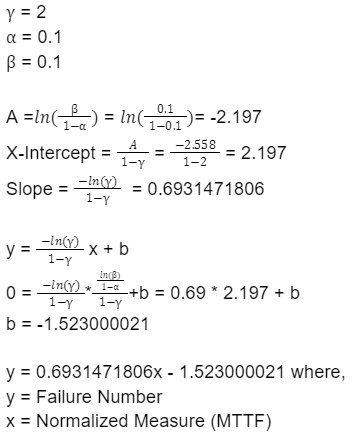 γ = 2
α = 0.1
β = 0.1
A =ln(β/1−α) = ln(0.1/1−0.1)= -2.197
X-Intercept = A/1−γ = −2.558/1−2 = 2.197
Slope = −ln(γ)/1−γ = 0.6931471806
y = −ln(γ)/1−γ x + b
0 = −ln(γ)/1−γ * ln(β)/1−α/1−γ +b = 0.69 * 2.197 + b
b = -1.523000021
y = 0.6931471806x - 1.523000021 where,
y = Failure Number
x = Normalized Measure (MTTF)